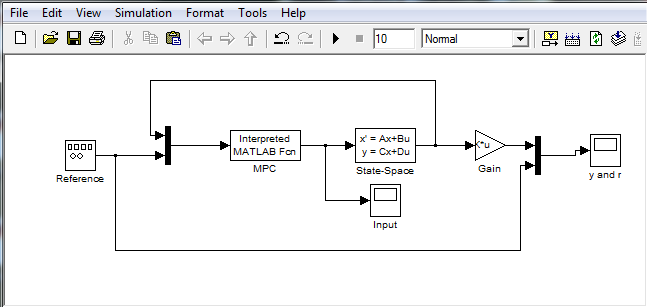 File Edit View Simulation Format Tools Help
10 Normal
Reference
Interpreted
MATLAB Fcn
MPC
x' = Ax+Bu
y = Cx+Du
State-Space
Input
K*u
Gain
y and r